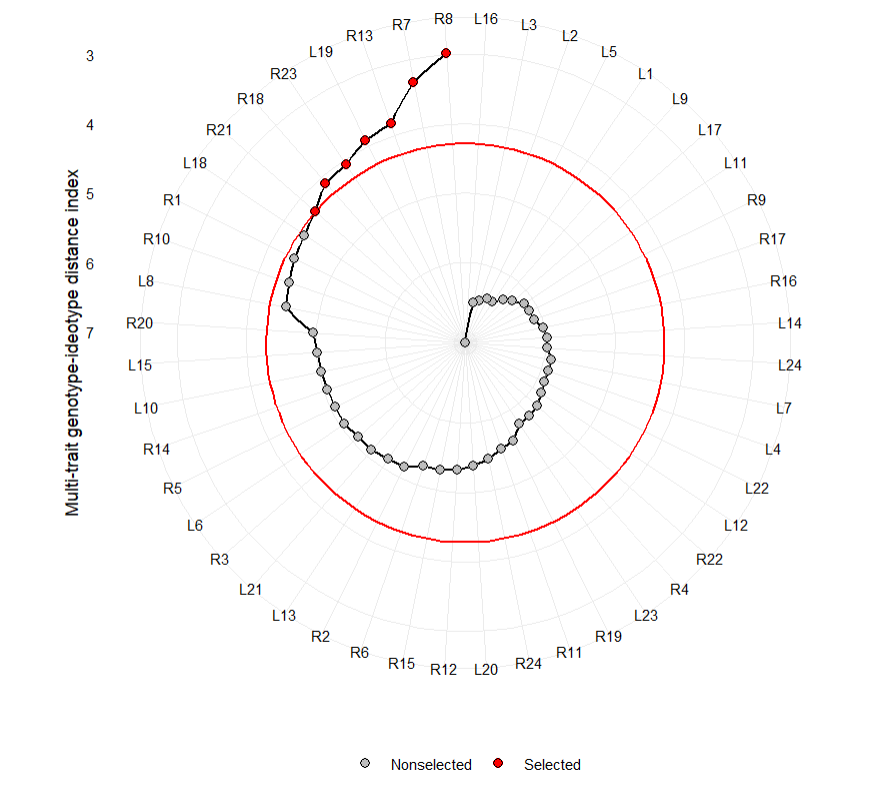 Multi-trait genotype-ideotype distance index
3
4
5
6
7
R8
L16
L3
L2
L5
L1
L9
L17
L11
R9
R17
R16
L14
L24
L7
L4
L22
L12
R22
R4
L23
R19
R11
R24
L20
R12
R15
R6
R2
L13
L21
R3
L6
R5
R14
L10
L15
R20
L8
R10
R1
L18
R21
R18
R23
L19
R13
R7
Nonselected
Selected